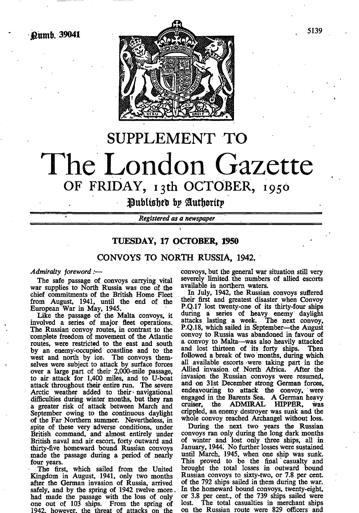 Numb. 39041
5139
SUPPLEMENT TO
The London Gazette
OF FRIDAY, 13th OCTOBER, 1950
Published by Authority
Registered as a newspaper
TUESDAY, 17 OCTOBER, 1950
CONVOYS TO NORTH RUSSIA, 1942.
Admiralty foreword :—
The safe passage of convoys carrying vital
war supplies to North Russia was one of the
chief commitments of the British Home Fleet
from August, 1941, until the end of the
European War in May, 1945.
Like the passage of the Malta convoys, it
involved a series of major fleet operations.
The Russian convoy routes, in contrast to the
complete freedom of movement of the Atlantic
routes, were restricted to the east and south
by an enemy-occupied coastline and to the
west and north by ice. The convoys them-
selves were subject to attack by surface forces
over a large part of their 2,000-mile passage,
to air attack for 1,400 miles, and to U-boat
attack throughout their entire run. The severe
Arctic weather added to their navigational
difficulties during winter months, but they ran
a greater risk of attack between March and
September owing to the continuous daylight
of the Far Northern summer. Nevertheless, in
spite of these very adverse conditions, under
British command, and almost entirely under
British naval and air escort, forty outward and
thirty-five homeward bound Russian convoys
made the passage during a period of nearly
four years.
The first, which sailed from the United
Kingdom in August, 1941, only two months
after the German invasion of Russia, arrived
safely, and by the spring of 1942 twelve more
had made the passage with the loss of only
one out of 103 ships. From the spring of
1942, however, the threat of attacks on the
convoys, but the general war situation still very
severely limited the numbers of allied escorts
available in northern waters.
In July, 1942, the Russian convoys suffered
their first and greatest disaster when Convoy
P.Q.17 lost twenty-one of its thirty-four ships
during a series of heavy enemy daylight
attacks lasting a week. The next convoy,
P.Q.18, which sailed in September—the August
convoy to Russia was abandoned in favour of
a convoy to Malta—was also heavily attacked
and lost thirteen of its forty ships. Then
followed a break of two months, during which
all available escorts were taking part in the
Allied invasion of North Africa. After the
invasion the Russian convoys were resumed,
and on 31st December strong German forces,
endeavouring to attack the convoy, were
engaged in the Barents Sea. A German heavy
cruiser, the ADMIRAL HIPPER, was
crippled, an enemy destroyer was sunk and the
whole convoy reached Archangel without loss.
During the next two years the Russian
convoys ran only during the long dark months
of winter and lost only three ships, all in
January, 1944. No further losses were sustained
until March, 1945, when one ship was sunk.
This proved to be the final casualty and
brought the total losses in outward bound
Russian convoys to sixty-two, or 7.8 per cent.
of the 792 ships sailed in them during the war.
In the homeward bound convoys, twenty-eight,
or 3.8 per cent., of the 739 ships sailed were
lost. The total casualties in merchant ships
on the Russian route were 829 officers and